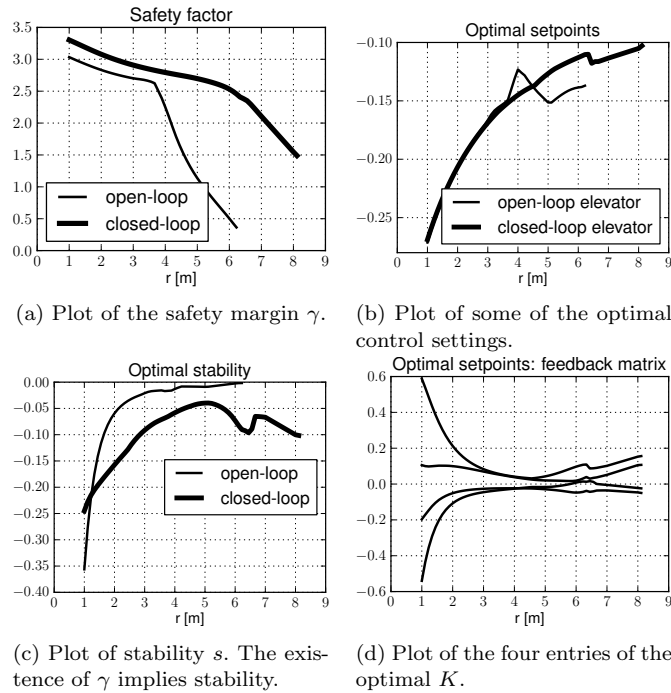 Safety factor
3.5
3.0
2.5
2.0
1.5
1.0
0.5
0.0
open-loop
closed-loop
0 1 2 3 4 5 6 7 8 9
r [m]
(a) Plot of the safety margin γ.
Optimal setpoints
−0.10
−0.15
−0.20
−0.25
open-loop elevator
closed-loop elevator
0 1 2 3 4 5 6 7 8 9
r [m]
(b) Plot of some of the optimal
control settings.
Optimal stability
0.00
−0.05
−0.10
−0.15
−0.20
−0.25
−0.30
−0.35
−0.40
open-loop
closed-loop
0 1 2 3 4 5 6 7 8 9
r [m]
(c) Plot of stability s. The exis-
tence of γ implies stability.
Optimal setpoints: feedback matrix
0.6
0.4
0.2
0.0
−0.2
−0.4
−0.6
0 1 2 3 4 5 6 7 8 9
r [m]
(d) Plot of the four entries of the
optimal K.